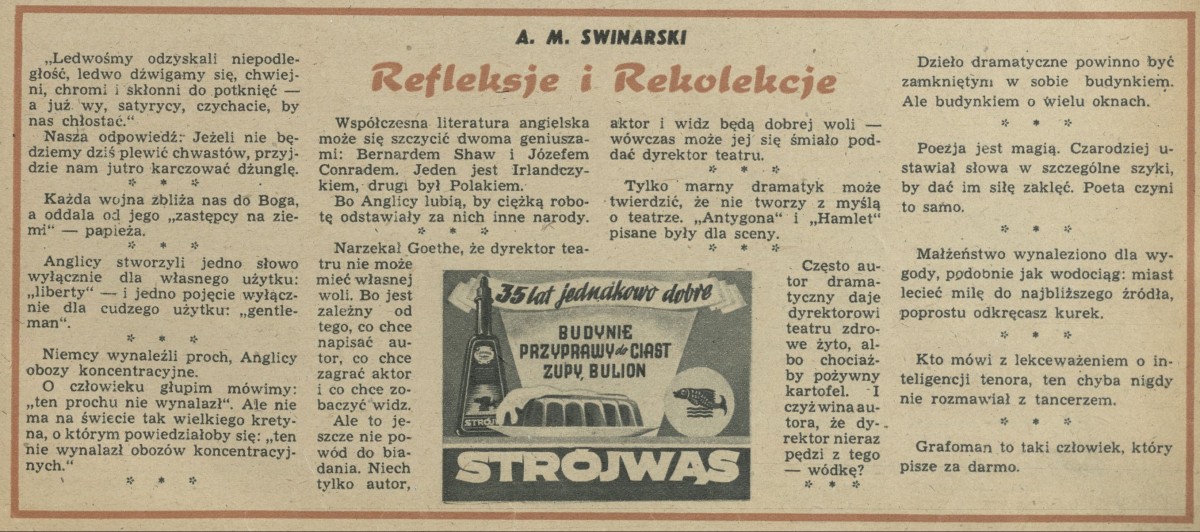 A. M. SWINARSKI
Refleksje i Rekolekcje
„Ledwośmy odzyskali niepodle-
głość, ledwo dźwigamy się, chwiej-
ni, chromi i skłonni do potknięć —
a już wy, satyrycy, czychacie, by
nas chłostać.“
Nasza odpowiedź: Jeżeli nie bę-
dziemy dziś plewić chwastów, przyj-
dzie nam jutro karczować dżunglę.
* * *
Każda wojna zbliża nas do Boga,
a oddala od jego „zastępcy na zie-
mi“ — papieża.
* * *
Anglicy stworzyli jedno słowo
wyłącznie dla własnego użytku:
„liberty“ — i jedno pojęcie wyłącz-
nie dla cudzego użytku: „gentle-
man“.
* * *
Niemcy wynaleźli proch, Anglicy
obozy koncentracyjne.
O człowieku głupim mówimy:
„ten prochu nie wynalazł“. Ale nie
ma na świecie tak wielkiego krety-
na, o którym powiedziałoby się: „ten
nie wynalazł obozów koncentracyj-
nych.“
* * *
Współczesna literatura angielska
może się szczycić dwoma geniusza-
mi: Bernardem Shaw i Józefem
Conradem. Jeden jest Irlandczy-
kiem, drugi był Polakiem.
Bo Anglicy lubią, by ciężką robo-
tę odstawiały za nich inne narody.
* * *
Narzekał Goethe, że dyrektor tea-
tru nie może
mieć własnej
woli. Bo jest
zależny od
tego, co chce
napisać au-
tor, co chce
zagrać aktor
i co chce zo-
baczyć widz.
Ale to je-
szcze nie po-
wód do bia-
dania. Niech
tylko autor,
aktor i widz będą dobrej woli —
wówczas może jej się śmiało pod-
dać dyrektor teatru.
* * *
Tylko marny dramatyk może
twierdzić, że nie tworzy z myślą
o teatrze. „Antygona“ i „Hamlet“
pisane były dla sceny.
* * *
Często au-
tor drama-
tyczny daje
dyrektorowi
teatru zdro-
we żyto, al-
bo chociaż-
by pożywny
kartofel. I
czyż wina au-
tora, że dy-
rektor nieraz
pędzi z tego
— wódkę?
* * *
35 lat jednakowo dobre
BUDYNIE
PRZYPRAWY do CIAST
ZUPY, BULION
STRÓJ
STRÓJWĄS
Dzieło dramatyczne powinno być
zamkniętym w sobie budynkiem.
Ale budynkiem o wielu oknach.
* * *
Poezja jest magią. Czarodziej u-
stawiał słowa w szczególne szyki,
by dać im siłę zaklęć. Poeta czyni
to samo.
* * *
Małżeństwo wynaleziono dla wy-
gody, podobnie jak wodociąg: miast
lecieć milę do najbliższego źródła,
poprostu odkręcasz kurek.
* * *
Kto mówi z lekceważeniem o in-
teligencji tenora, ten chyba nigdy
nie rozmawiał z tancerzem.
* * *
Grafoman to taki człowiek, który
pisze za darmo.